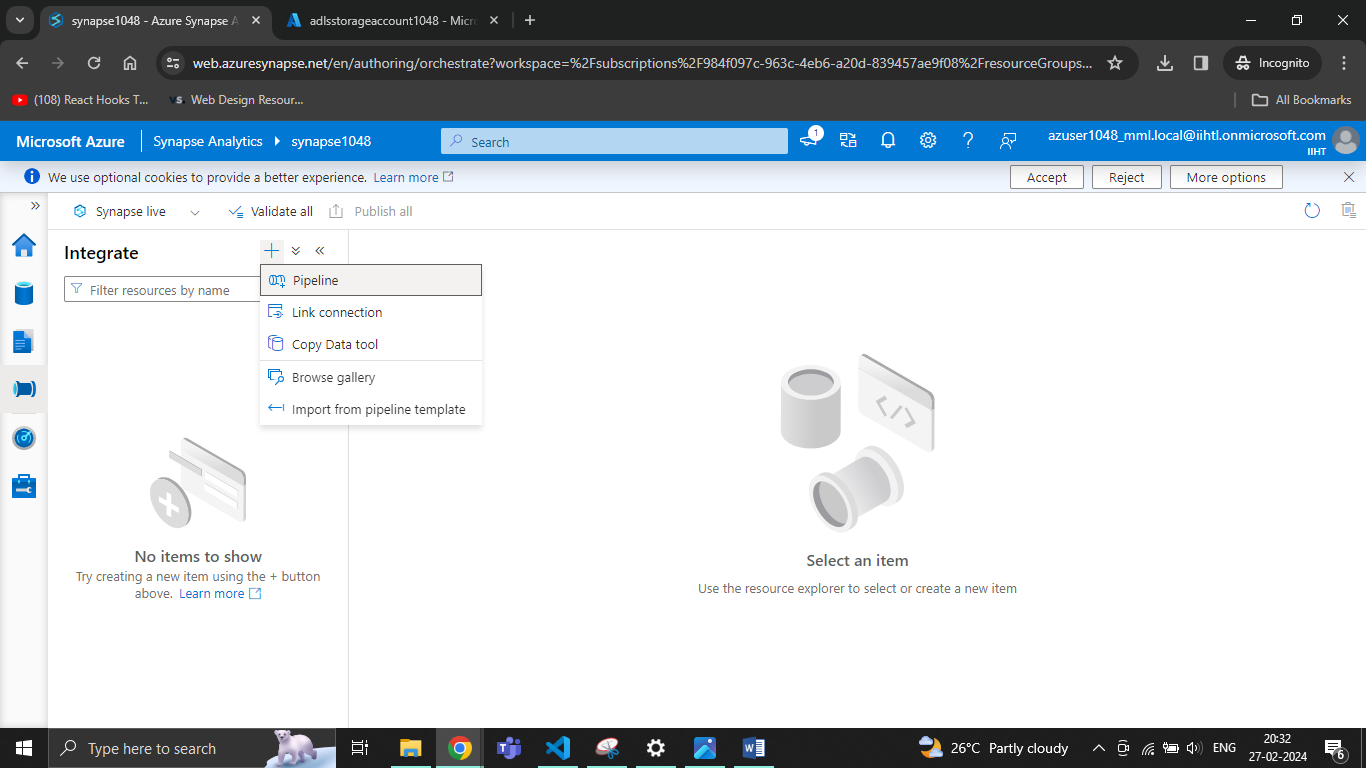 synapse1048 - Azure Synapse A
adlsstorageaccount1048 - Micro
web.azuresynapse.net/en/authoring/orchestrate?workspace=%2Fsubscriptions%2F984f097c-963c-4eb6-a20d-839457ae9f08%2FresourceGroups...
Incognito
(108) React Hooks T...
VS.
Web Design Resour...
All Bookmarks
Microsoft Azure
Synapse Analytics
synapse1048
Search
1
azuser1048_mml.local@iihtl.onmicrosoft.com
IIHT
We use optional cookies to provide a better experience. Learn more
Accept
Reject
More options
Synapse live
Validate all
Publish all
Integrate
Filter resources by name
Pipeline
Link connection
Copy Data tool
Browse gallery
Import from pipeline template
No items to show
Try creating a new item using the + button
above. Learn more
Select an item
Use the resource explorer to select or create a new item
Type here to search
26°C Partly cloudy
ENG
20:32
27-02-2024
6